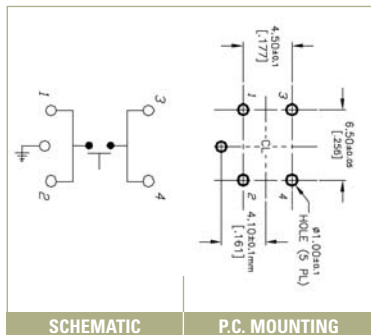 4.50±0.1
[.177]
1
3
1
3
6.50±0.05
[.256]
CL
2
4
2
4
4.10±0.1mm
[.161]
ø1.00±0.1
HOLE (5 PL)
SCHEMATIC
P.C. MOUNTING